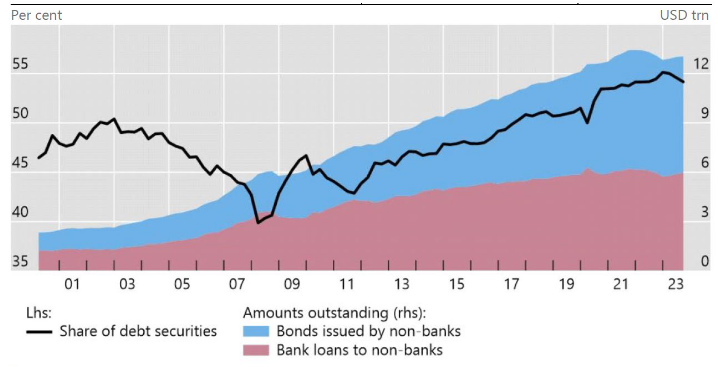 Per cent USD trn
55 12
50 9
45 6
40 3
35 0
01 03 05 07 09 11 13 15 17 19 21 23
Lhs: Amounts outstanding (rhs):
Share of debt securities Bonds issued by non-banks
Bank loans to non-banks